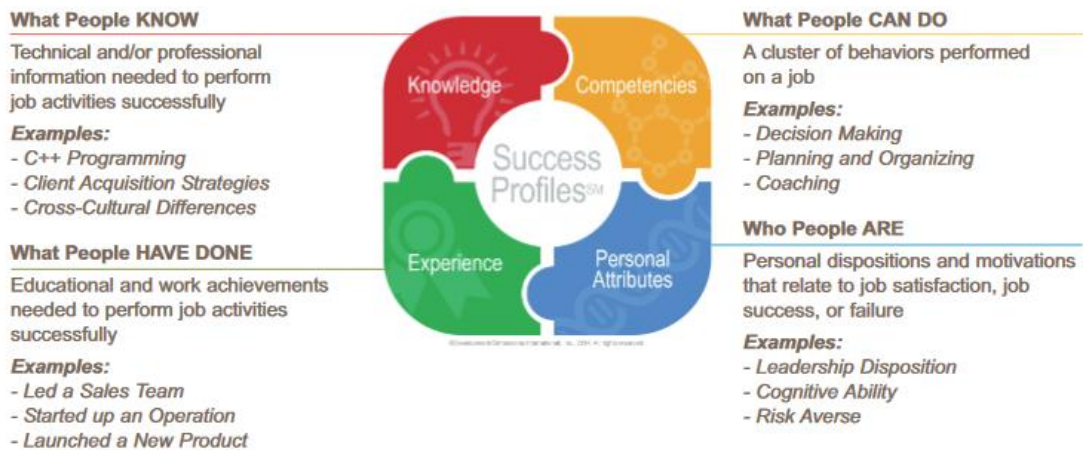 What People KNOW
Technical and/or professional
information needed to perform
job activities successfully
Examples:
- C++ Programming
- Client Acquisition Strategies
- Cross-Cultural Differences
What People HAVE DONE
Educational and work achievements
needed to perform job activities
successfully
Examples:
- Led a Sales Team
- Started up an Operation
- Launched a New Product
Knowledge
Competencies
Success
Profiles℠
Experience
Personal
Attributes
What People CAN DO
A cluster of behaviors performed
on a job
Examples:
- Decision Making
- Planning and Organizing
- Coaching
Who People ARE
Personal dispositions and motivations
that relate to job satisfaction, job
success, or failure
Examples:
- Leadership Disposition
- Cognitive Ability
- Risk Averse